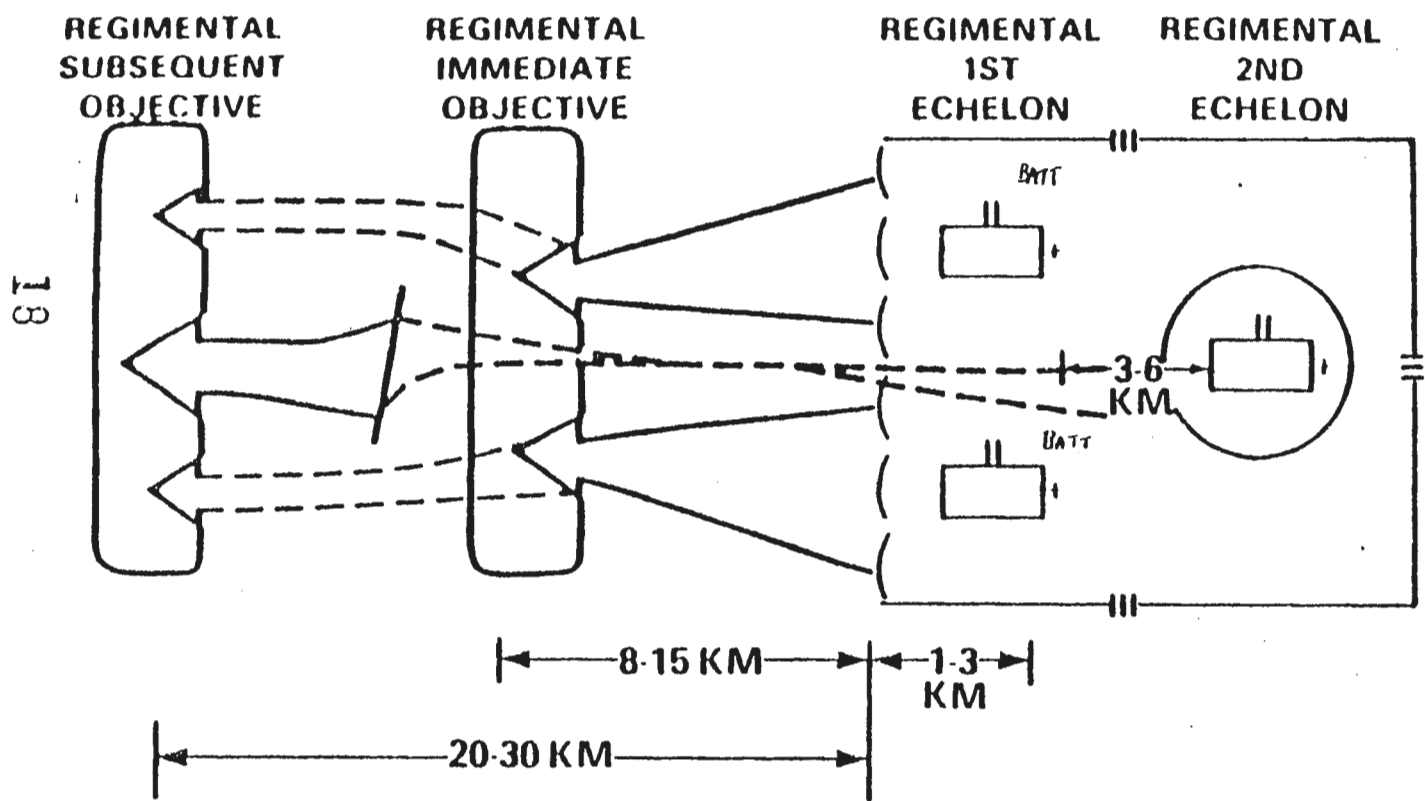 REGIMENTAL
SUBSEQUENT
OBJECTIVE
REGIMENTAL
IMMEDIATE
OBJECTIVE
REGIMENTAL
1ST
ECHELON
REGIMENTAL
2ND
ECHELON
BATT
18
3-6
KM
BATT
8-15 KM
1-3
KM
20-30 KM